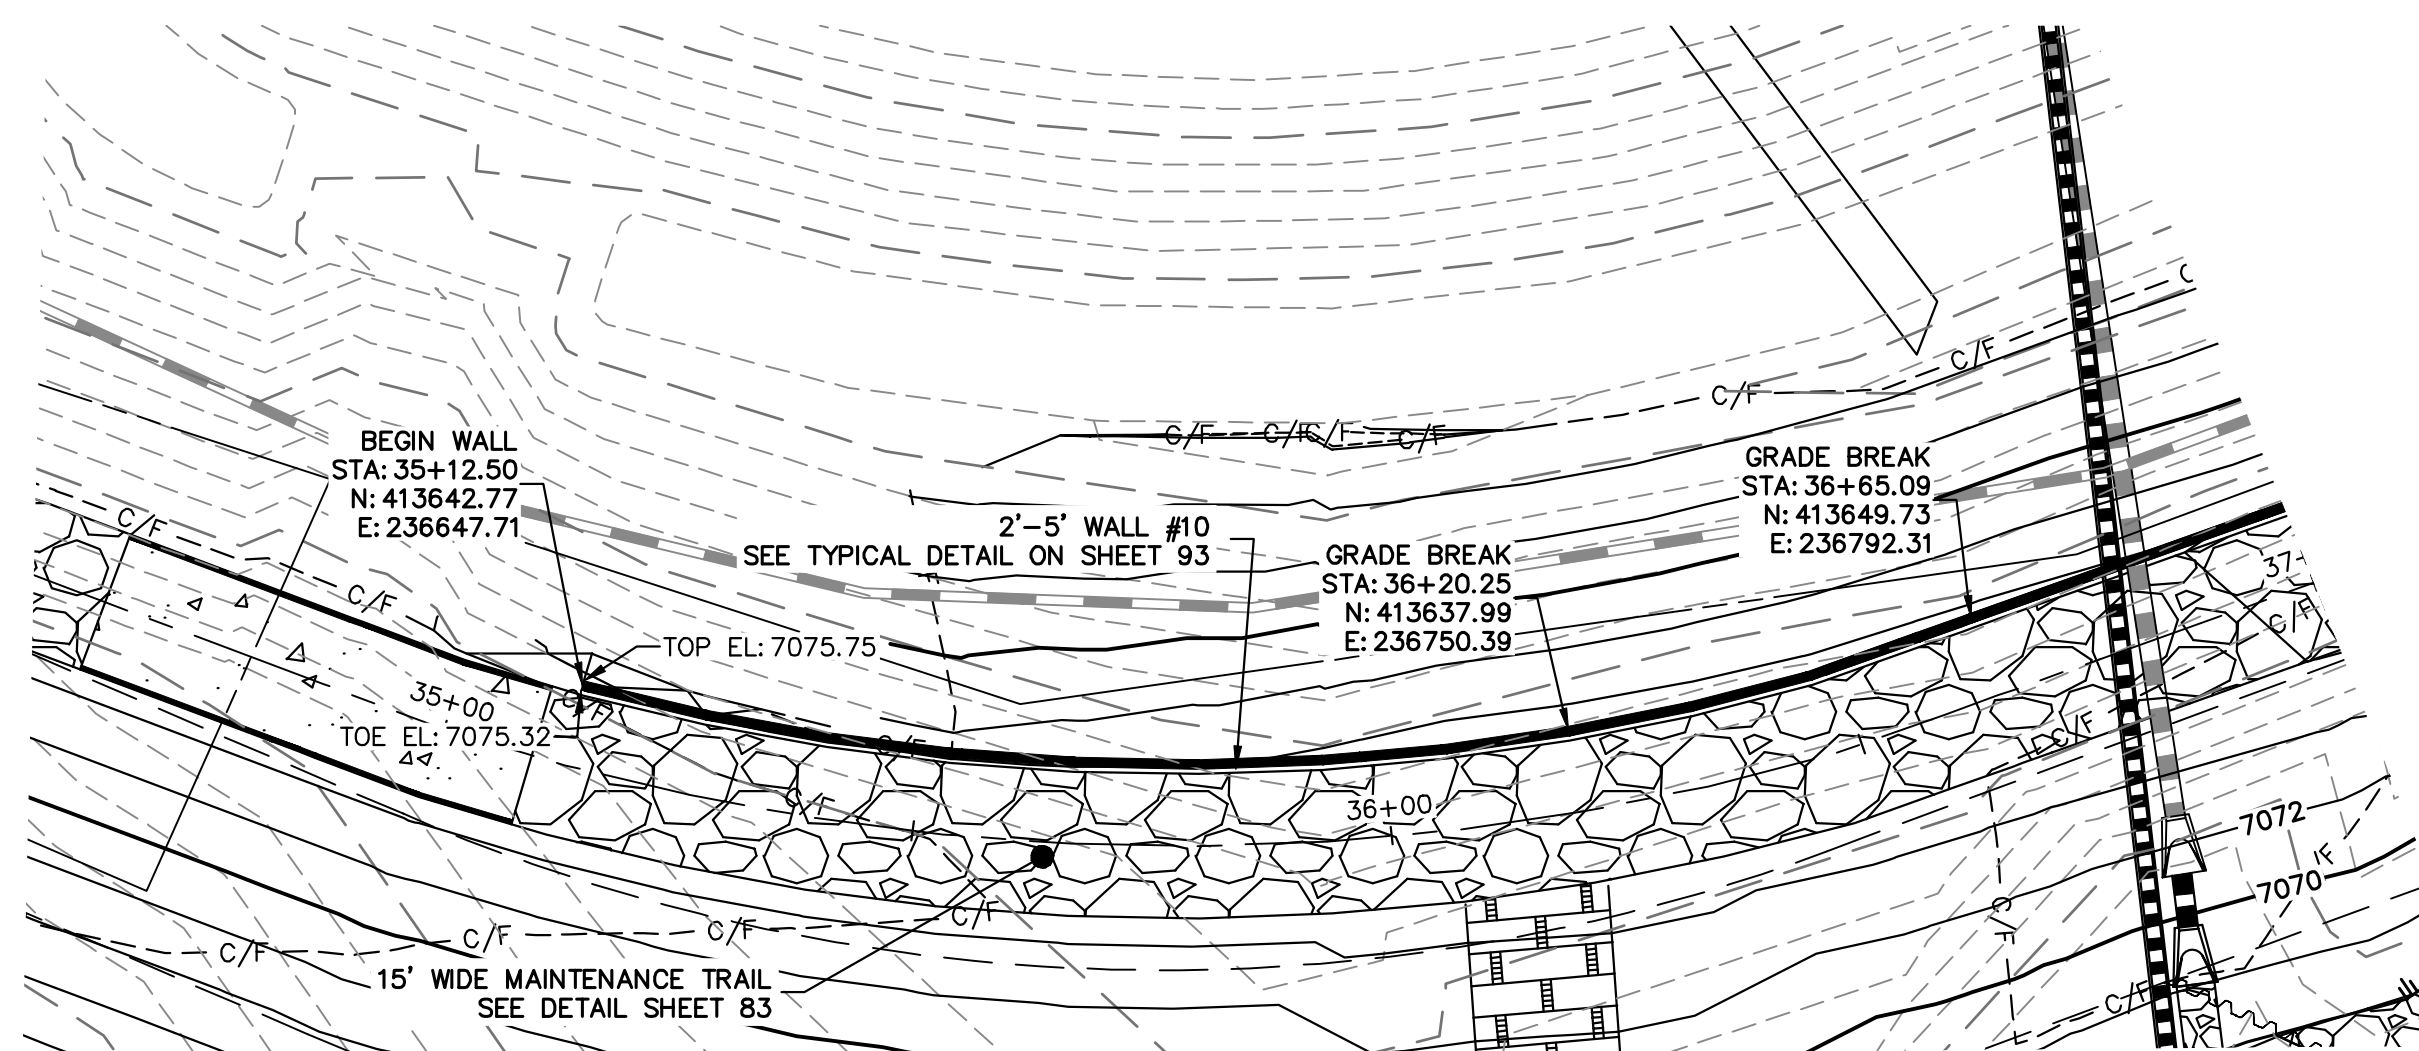 C
C/F
C/F
C/F C/F C/F C/F
BEGIN WALL
STA: 35+12.50
N: 413642.77
E: 236647.71
GRADE BREAK
STA: 36+65.09
N: 413649.73
E: 236792.31
2'-5' WALL #10
SEE TYPICAL DETAIL ON SHEET 93
GRADE BREAK
STA: 36+20.25
N: 413637.99
E: 236750.39
C/F
C/F
37+
C/F
TOP EL: 7075.75
35+00
C/F
TOE EL: 7075.32
C/F
C/F
C/F
36+00
7072
7070
C/F
C/F
C/F
C/F
C/F
C/F
15' WIDE MAINTENANCE TRAIL
SEE DETAIL SHEET 83